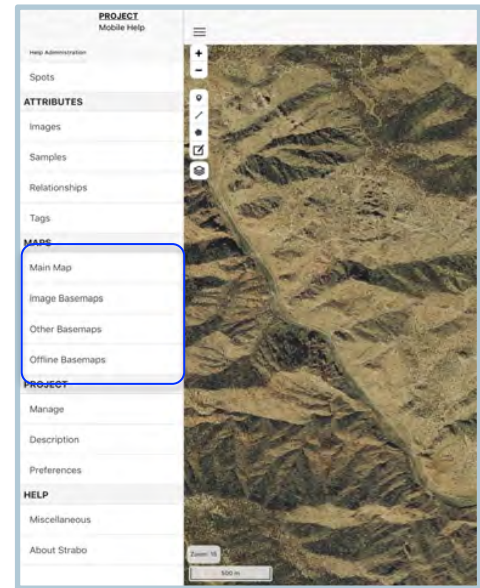 PROJECT
Mobile Help
Help Administration
Spots
ATTRIBUTES
Images
Samples
Relationships
Tags
MAPS
Main Map
Image Basemaps
Other Basemaps
Offline Basemaps
PROJECT
Manage
Description
Preferences
HELP
Miscellaneous
About Strabo
+
−
Zoom: 16
500 m